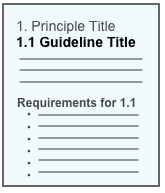 1. Principle Title
1.1 Guideline Title
Requirements for 1.1